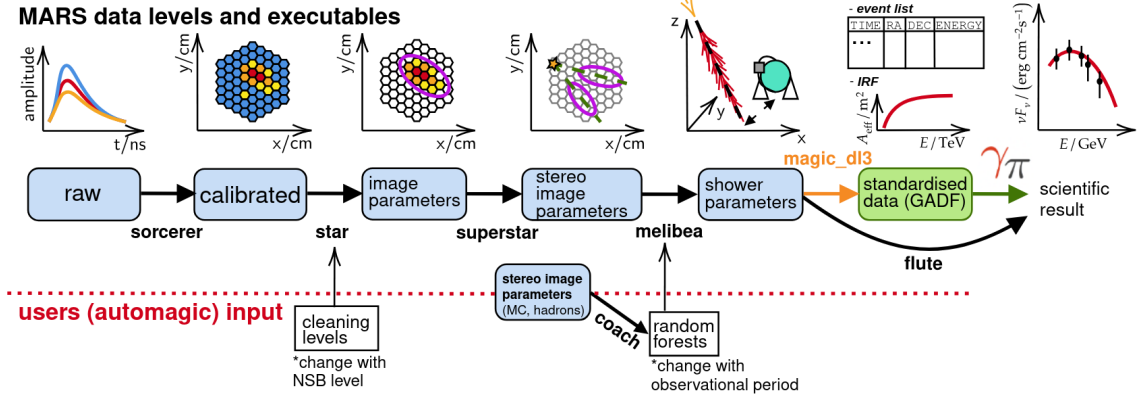 MARS data levels and executables
amplitude
t/ns
y/cm
x/cm
y/cm
x/cm
y/cm
x/cm
z
y
x
γ
- event list
TIME RA DEC ENERGY
...
- IRF
A_eff / m²
E / TeV
νF_ν / (erg cm⁻²s⁻¹)
E / GeV
raw
sorcerer
calibrated
star
image
parameters
superstar
stereo
image
parameters
melibea
shower
parameters
magic_dl3
standardised
data (GADF)
γπ
scientific
result
flute
users (automagic) input
cleaning
levels
*change with
NSB level
stereo image
parameters
(MC, hadrons)
coach
random
forests
*change with
observational period